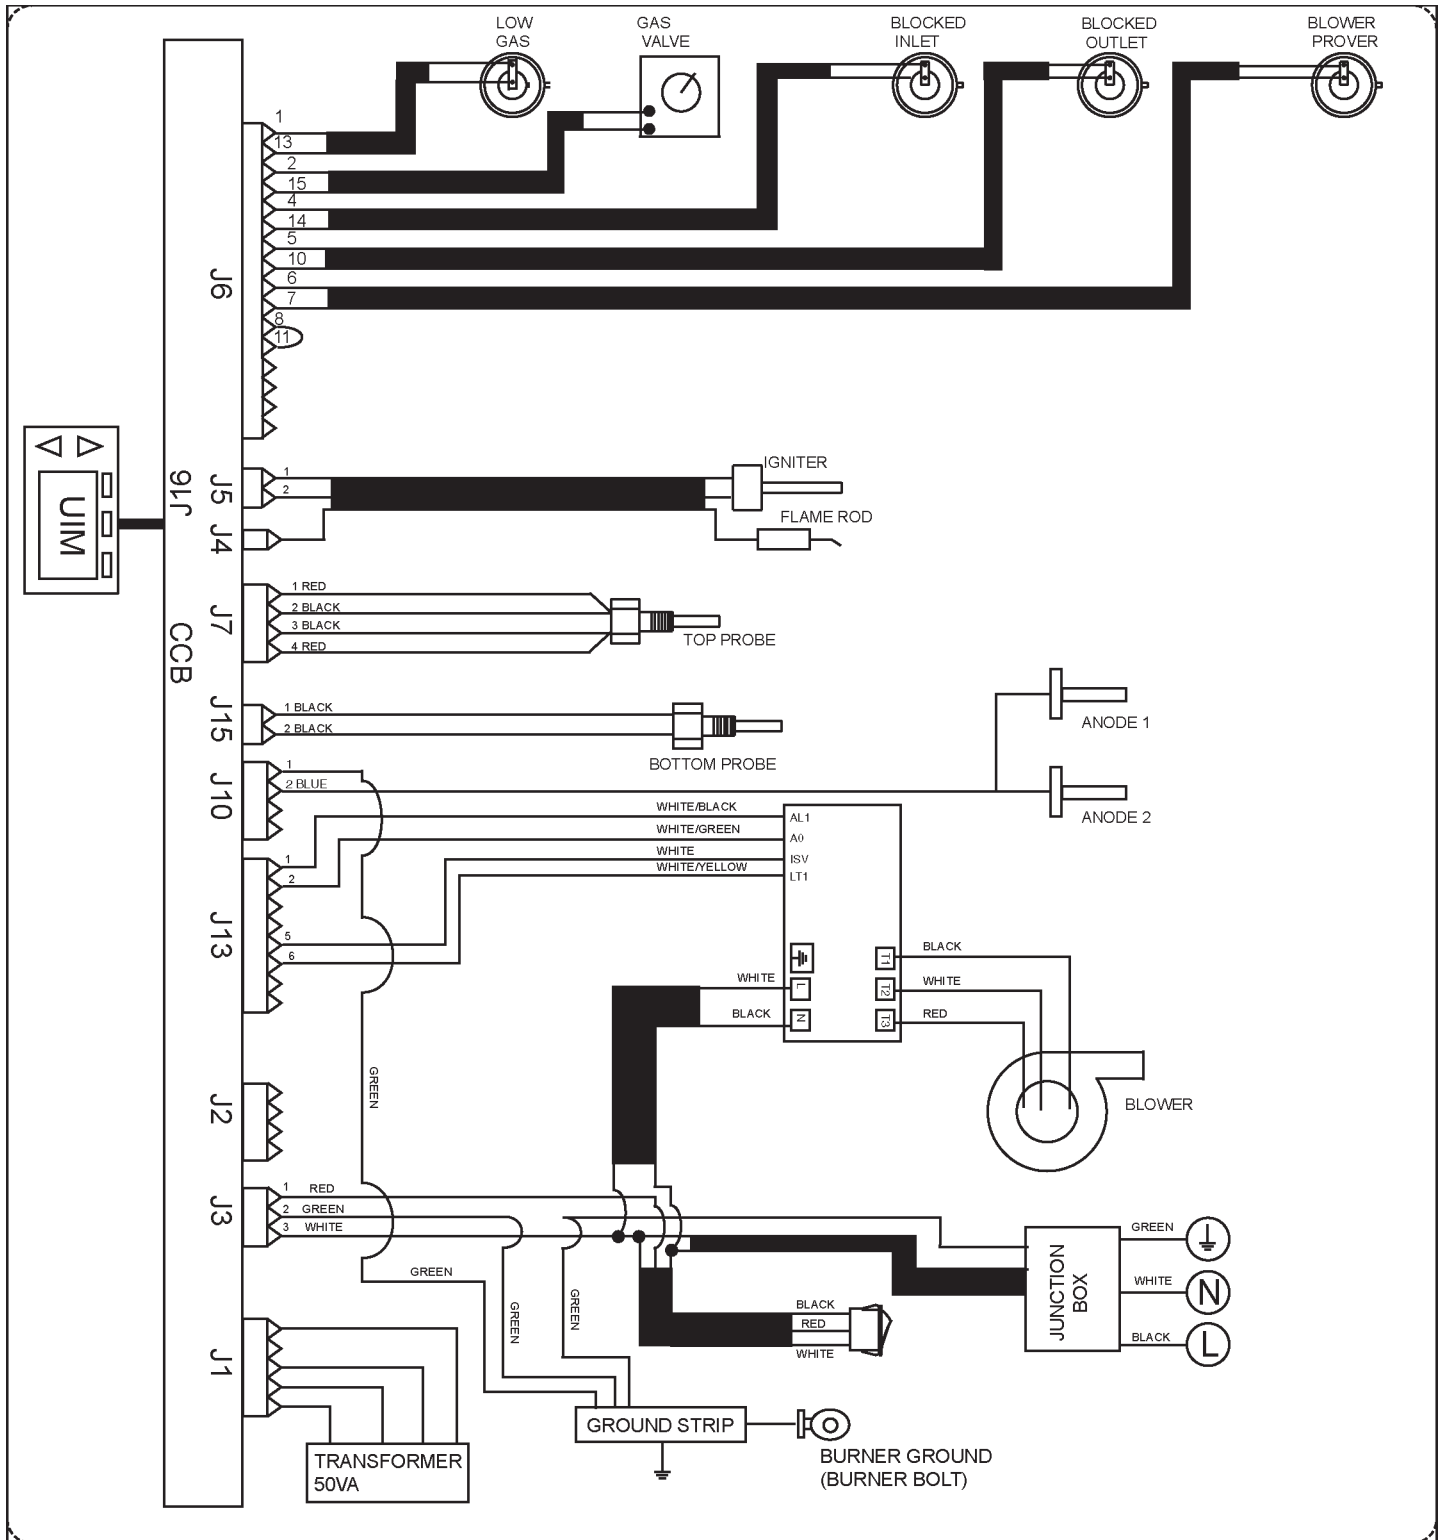 LOW
GAS
GAS
VALVE
BLOCKED
INLET
BLOCKED
OUTLET
BLOWER
PROVER
1
13
2
15
4
14
5
10
6
7
8
11
J6
UIM
J16
CCB
J5
1
2
IGNITER
J4
FLAME ROD
J7
1 RED
2 BLACK
3 BLACK
4 RED
TOP PROBE
J15
1 BLACK
2 BLACK
BOTTOM PROBE
ANODE 1
J10
1
2 BLUE
ANODE 2
WHITE/BLACK
AL1
WHITE/GREEN
A0
WHITE
ISV
WHITE/YELLOW
LT1
J13
1
2
5
6
WHITE
L
BLACK
N
T1
BLACK
T2
WHITE
T3
RED
BLOWER
GREEN
J2
J3
1 RED
2 GREEN
3 WHITE
GREEN
GREEN
GREEN
JUNCTION
BOX
GREEN
WHITE
N
BLACK
L
BLACK
RED
WHITE
J1
TRANSFORMER
50VA
GROUND STRIP
BURNER GROUND
(BURNER BOLT)